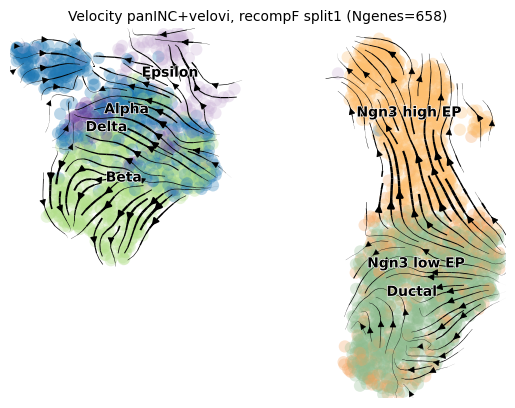 Velocity panINC+velovi, recompF split1 (Ngenes=658)
Epsilon
Alpha
Ngn3 high EP
Delta
Beta
Ngn3 low EP
Ductal